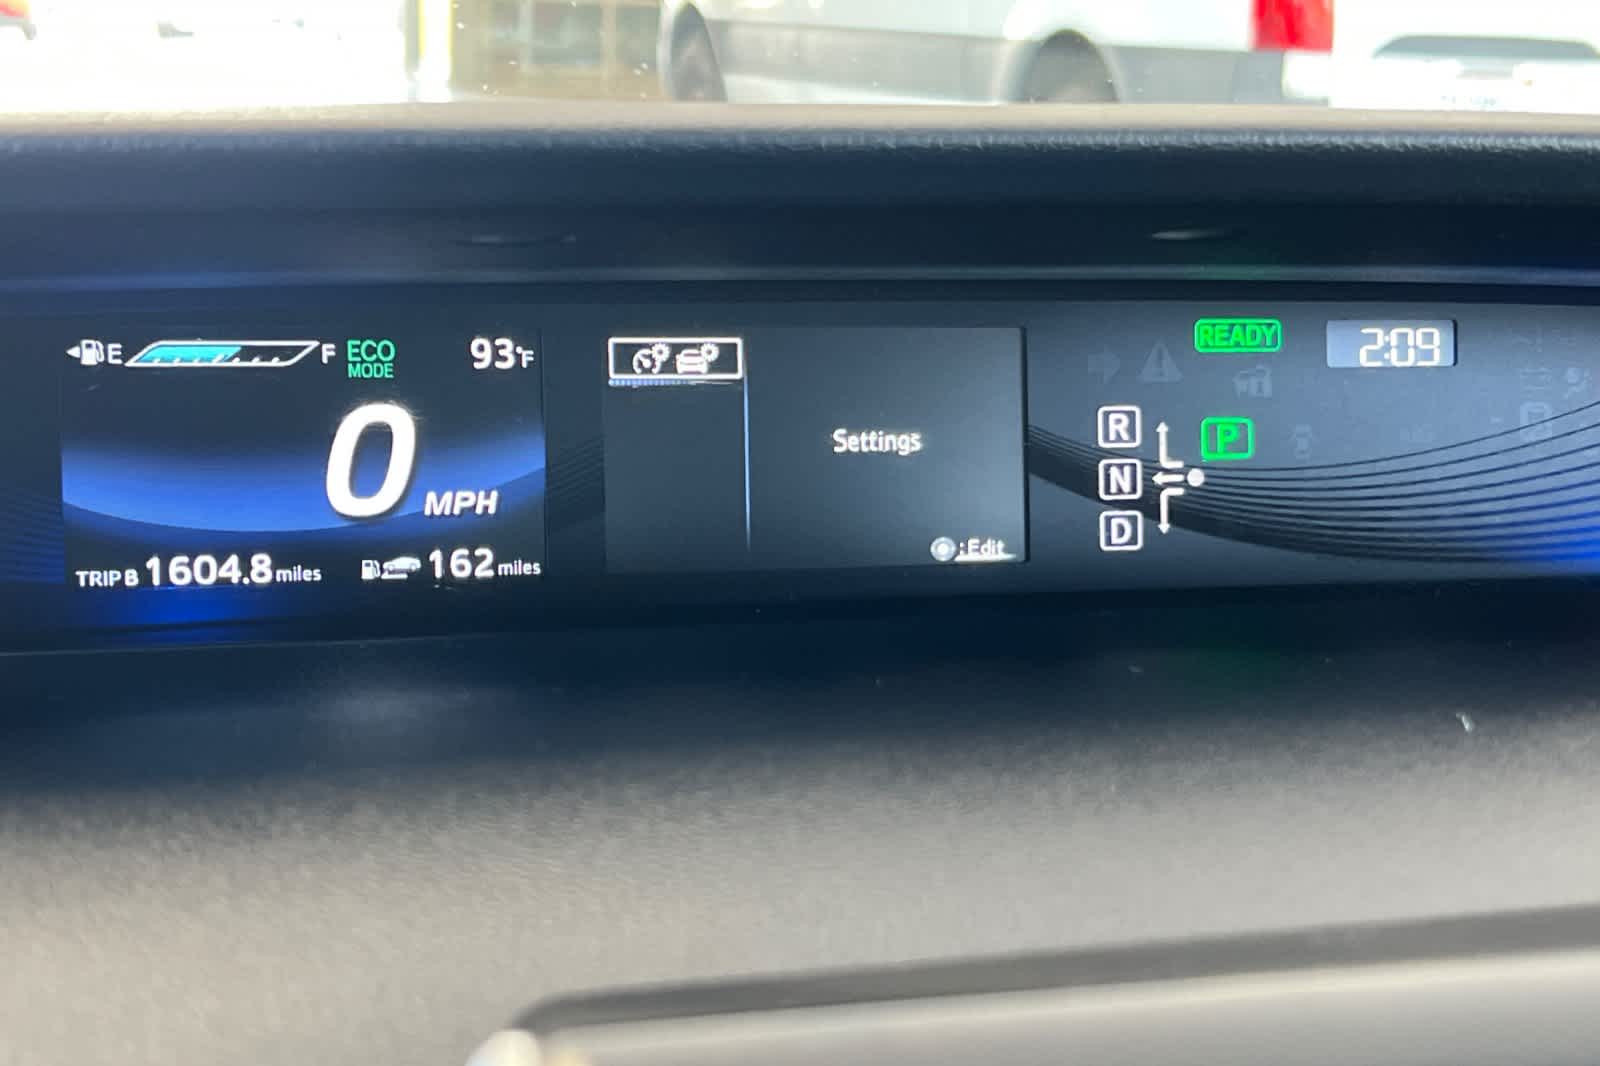 E F ECO MODE 93°F
0 MPH
TRIP B 1604.8 miles 162 miles
Settings
:Edit
READY 2:09
R P
N
D